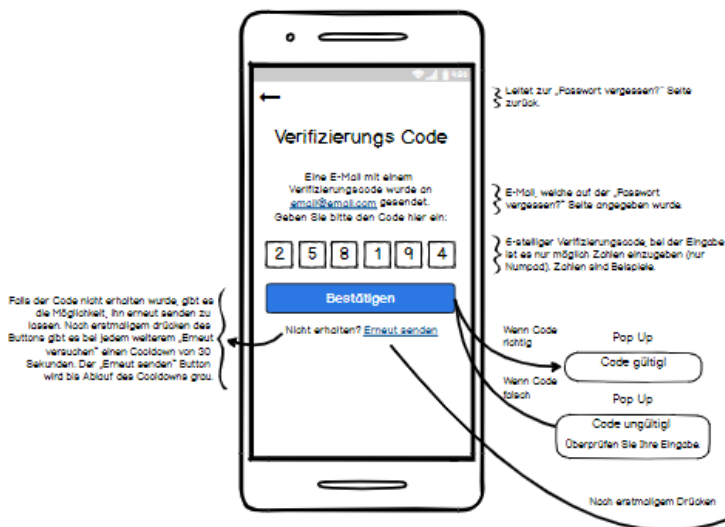 4:30
Verifizierungs Code
Eine E-Mail mit einem
Verifizierungscode wurde an
email@email.com gesendet.
Geben Sie bitte den Code hier ein:
2 5 8 1 9 4
Bestätigen
Nicht erhalten? Erneut senden
Leitet zur „Passwort vergessen?“ Seite
zurück.
E-Mail, welche auf der „Passwort
vergessen?“ Seite angegeben wurde.
6-stelliger Verifizierungscode, bei der Eingabe
ist es nur möglich Zahlen einzugeben (nur
Numpad). Zahlen sind Beispiele.
Falls der Code nicht erhalten wurde, gibt es
die Möglichkeit, ihn erneut senden zu
lassen. Nach erstmaligem drücken des
Buttons gibt es bei jedem weiterem „Erneut
versuchen“ einen Cooldown von 30
Sekunden. Der „Erneut senden“ Button
wird bis Ablauf des Cooldowns grau.
Wenn Code
richtig
Pop Up
Code gültig!
Wenn Code
falsch
Pop Up
Code ungültig!
Überprüfen Sie Ihre Eingabe.
Nach erstmaligem Drücken